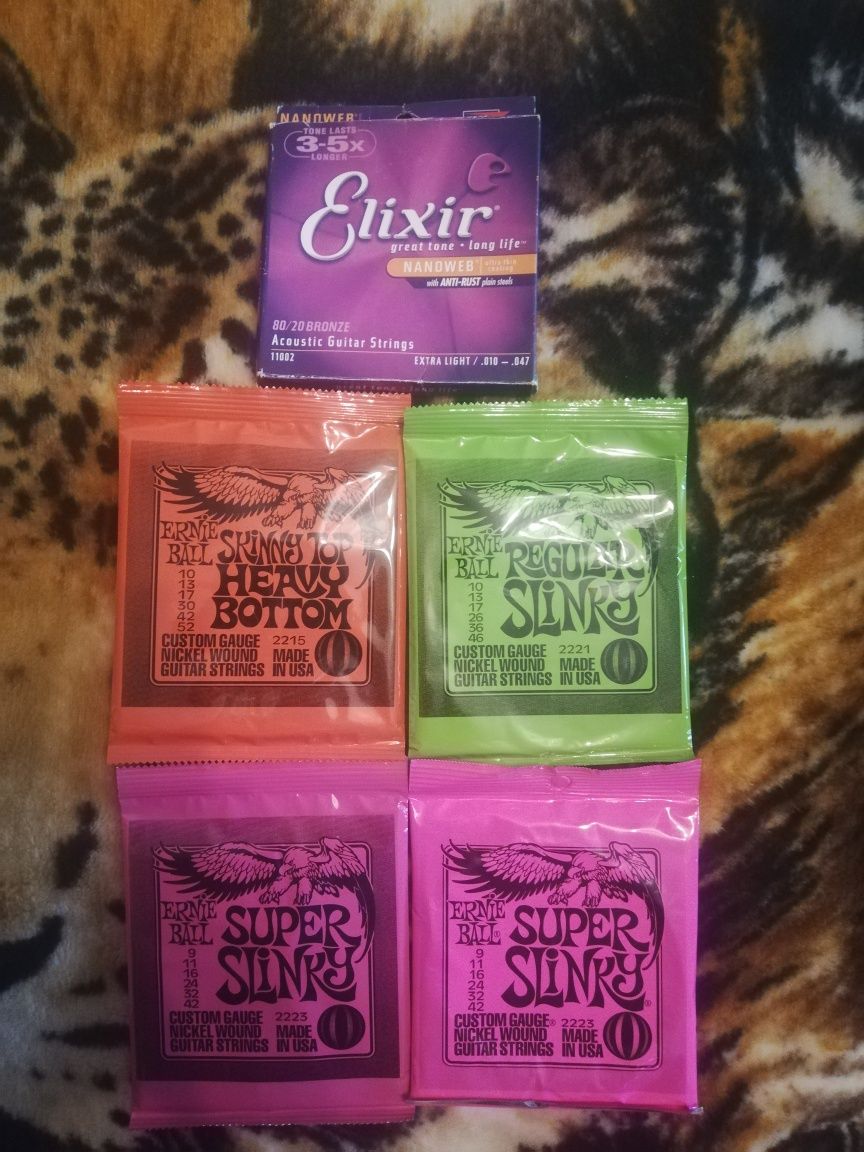 NANOWEB
TONE LASTS
3-5x
LONGER
Elixir®
great tone • long life™
NANOWEB™ ultra thin coating
with ANTI-RUST plain steels
80/20 BRONZE
Acoustic Guitar Strings
11002
EXTRA LIGHT / .010 — .047
ERNIE
BALL
SKINNY TOP
HEAVY
BOTTOM
10
13
17
30
42
52
CUSTOM GAUGE 2215
NICKEL WOUND MADE
GUITAR STRINGS IN USA
ERNIE
BALL
REGULAR
SLINKY
10
13
17
26
36
46
CUSTOM GAUGE 2221
NICKEL WOUND MADE
GUITAR STRINGS IN USA
ERNIE
BALL
SUPER
SLINKY
9
11
16
24
32
42
CUSTOM GAUGE 2223
NICKEL WOUND MADE
GUITAR STRINGS IN USA
ERNIE
BALL®
SUPER
SLINKY®
9
11
16
24
32
42
CUSTOM GAUGE® 2223
NICKEL WOUND MADE
GUITAR STRINGS IN USA